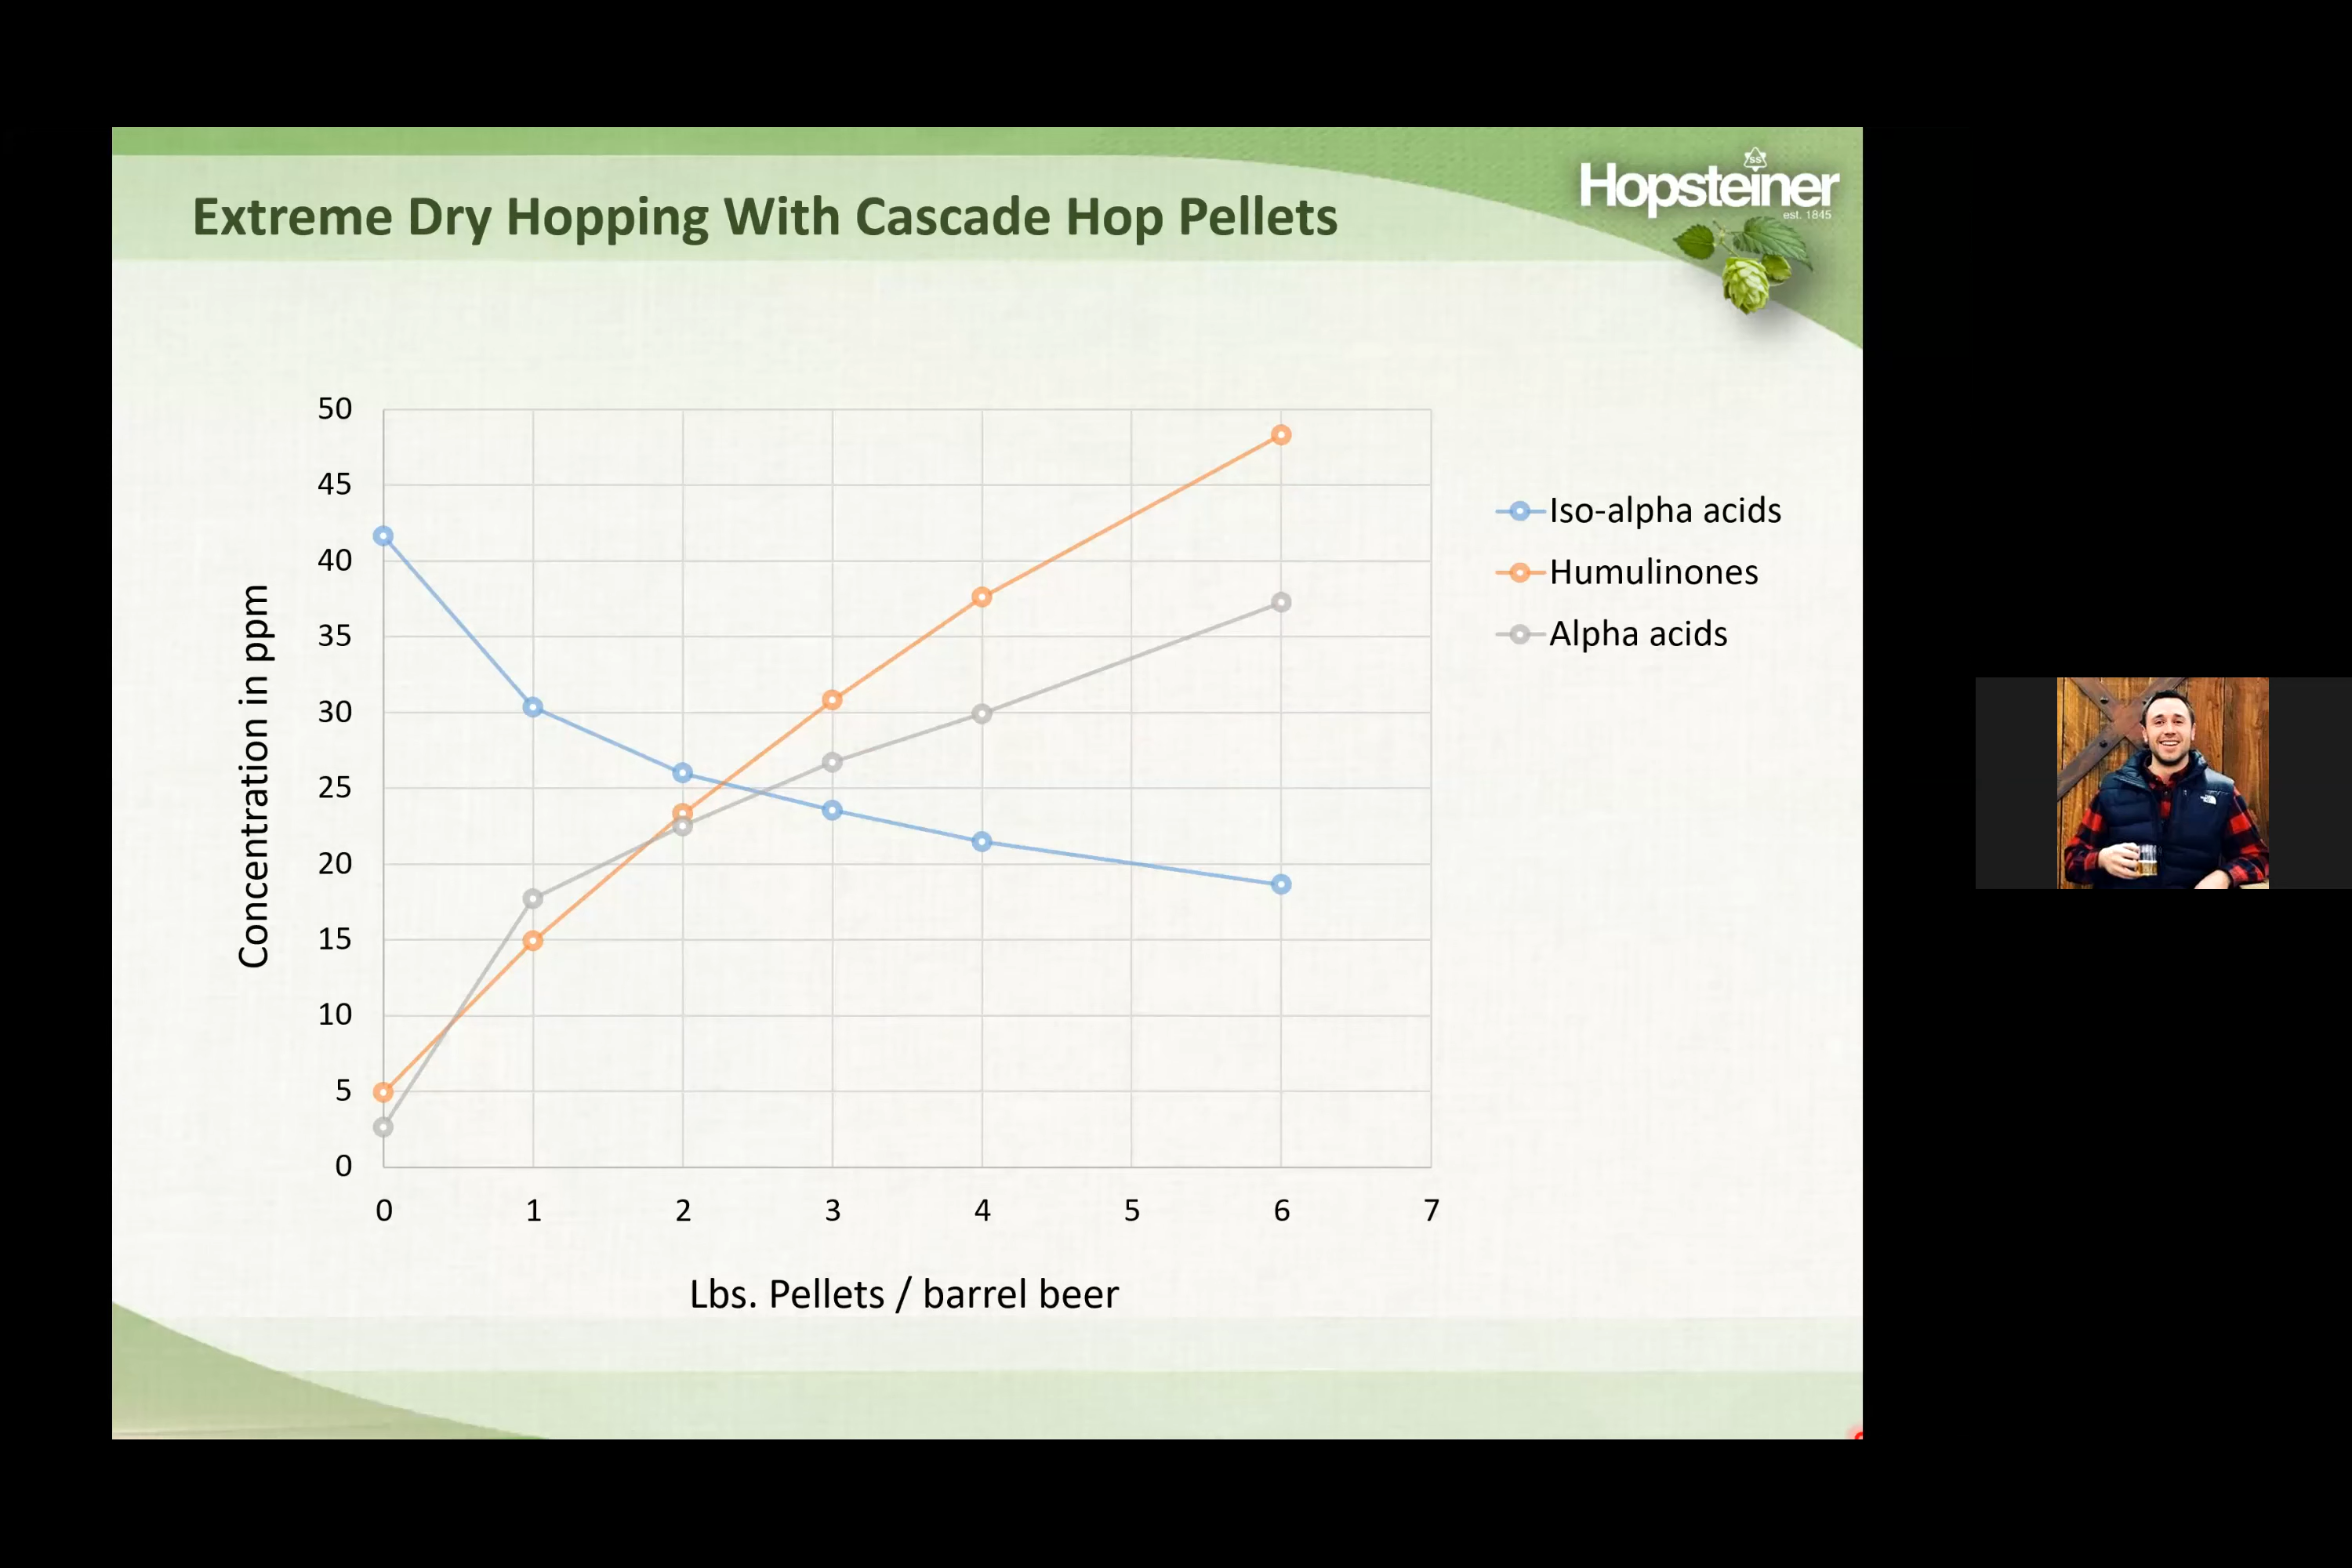 Extreme Dry Hopping With Cascade Hop Pellets
SS
Hopsteiner
est. 1845
50
45
40
35
30
25
20
15
10
5
0
Concentration in ppm
0 1 2 3 4 5 6 7
Lbs. Pellets / barrel beer
Iso-alpha acids
Humulinones
Alpha acids